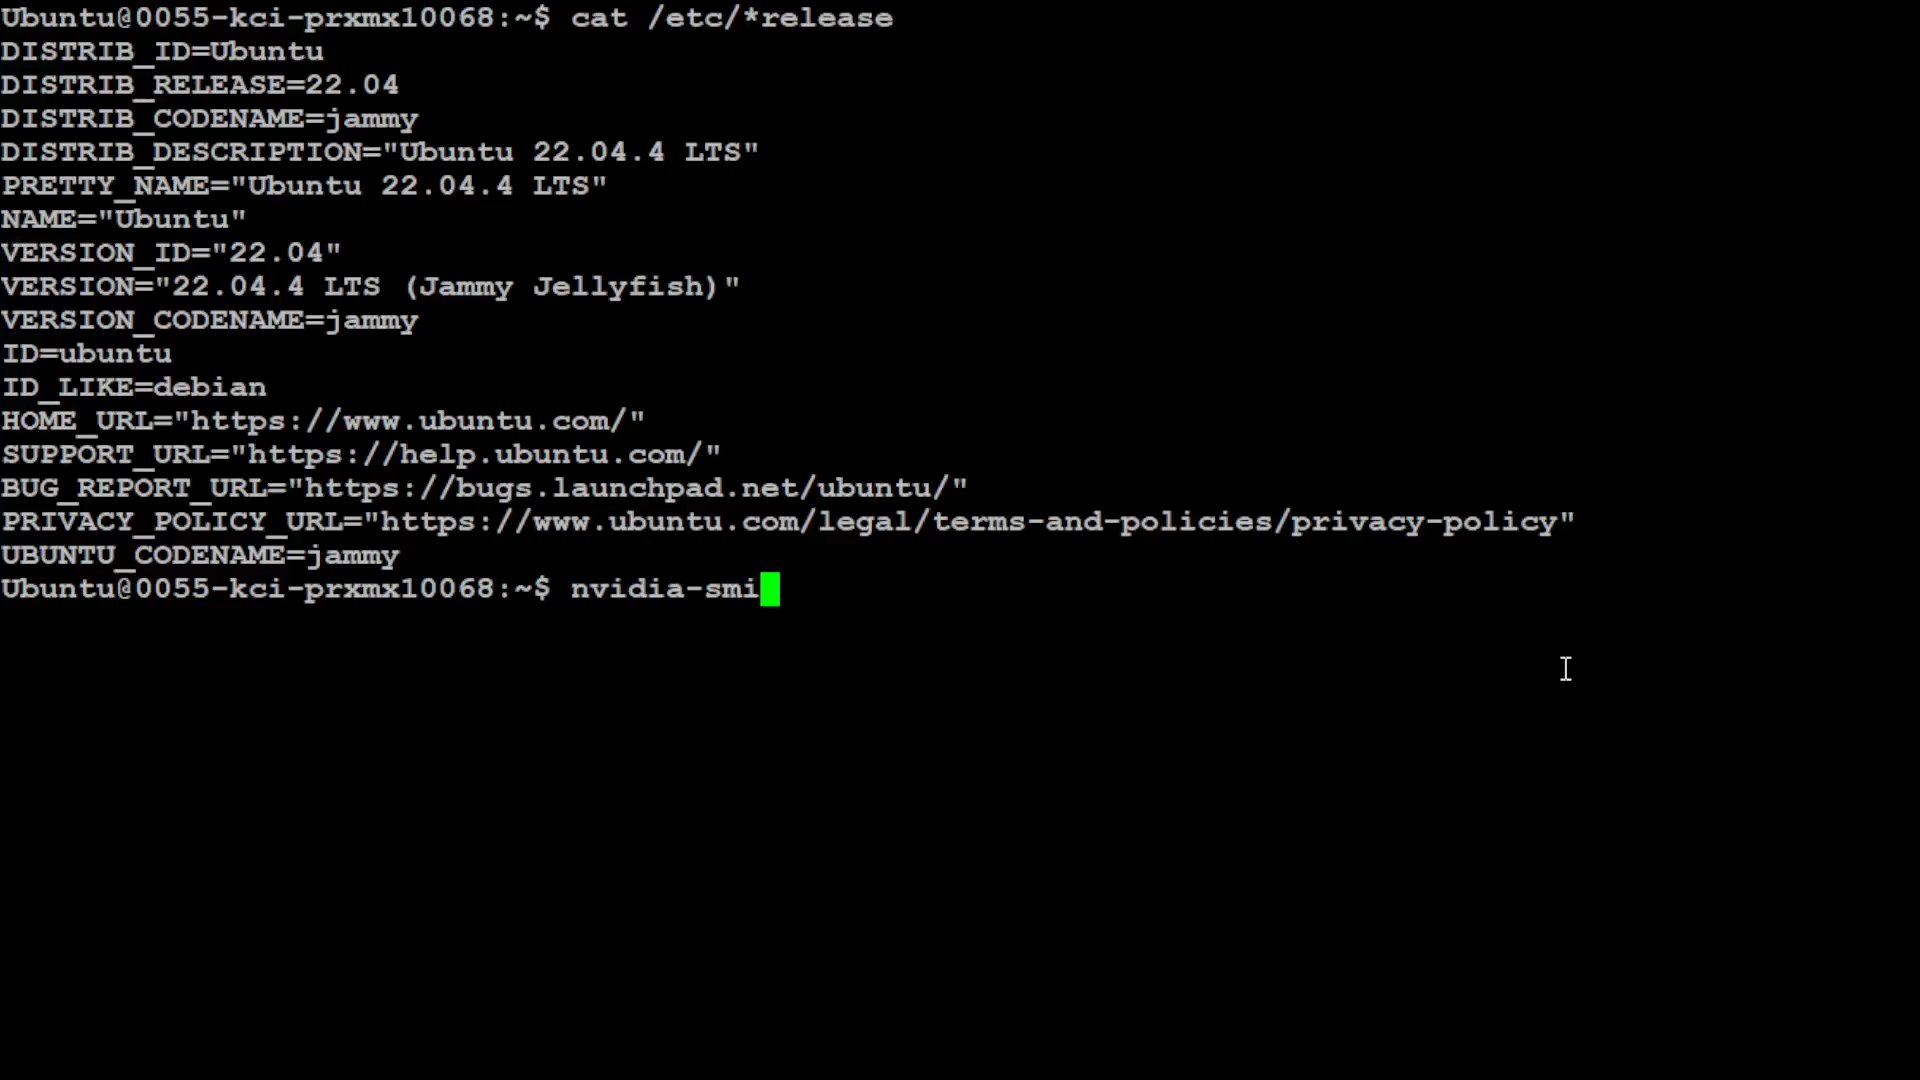 Ubuntu@0055-kci-prxmx10068:~$ cat /etc/*release
DISTRIB_ID=Ubuntu
DISTRIB_RELEASE=22.04
DISTRIB_CODENAME=jammy
DISTRIB_DESCRIPTION="Ubuntu 22.04.4 LTS"
PRETTY_NAME="Ubuntu 22.04.4 LTS"
NAME="Ubuntu"
VERSION_ID="22.04"
VERSION="22.04.4 LTS (Jammy Jellyfish)"
VERSION_CODENAME=jammy
ID=ubuntu
ID_LIKE=debian
HOME_URL="https://www.ubuntu.com/"
SUPPORT_URL="https://help.ubuntu.com/"
BUG_REPORT_URL="https://bugs.launchpad.net/ubuntu/"
PRIVACY_POLICY_URL="https://www.ubuntu.com/legal/terms-and-policies/privacy-policy"
UBUNTU_CODENAME=jammy
Ubuntu@0055-kci-prxmx10068:~$ nvidia-smi